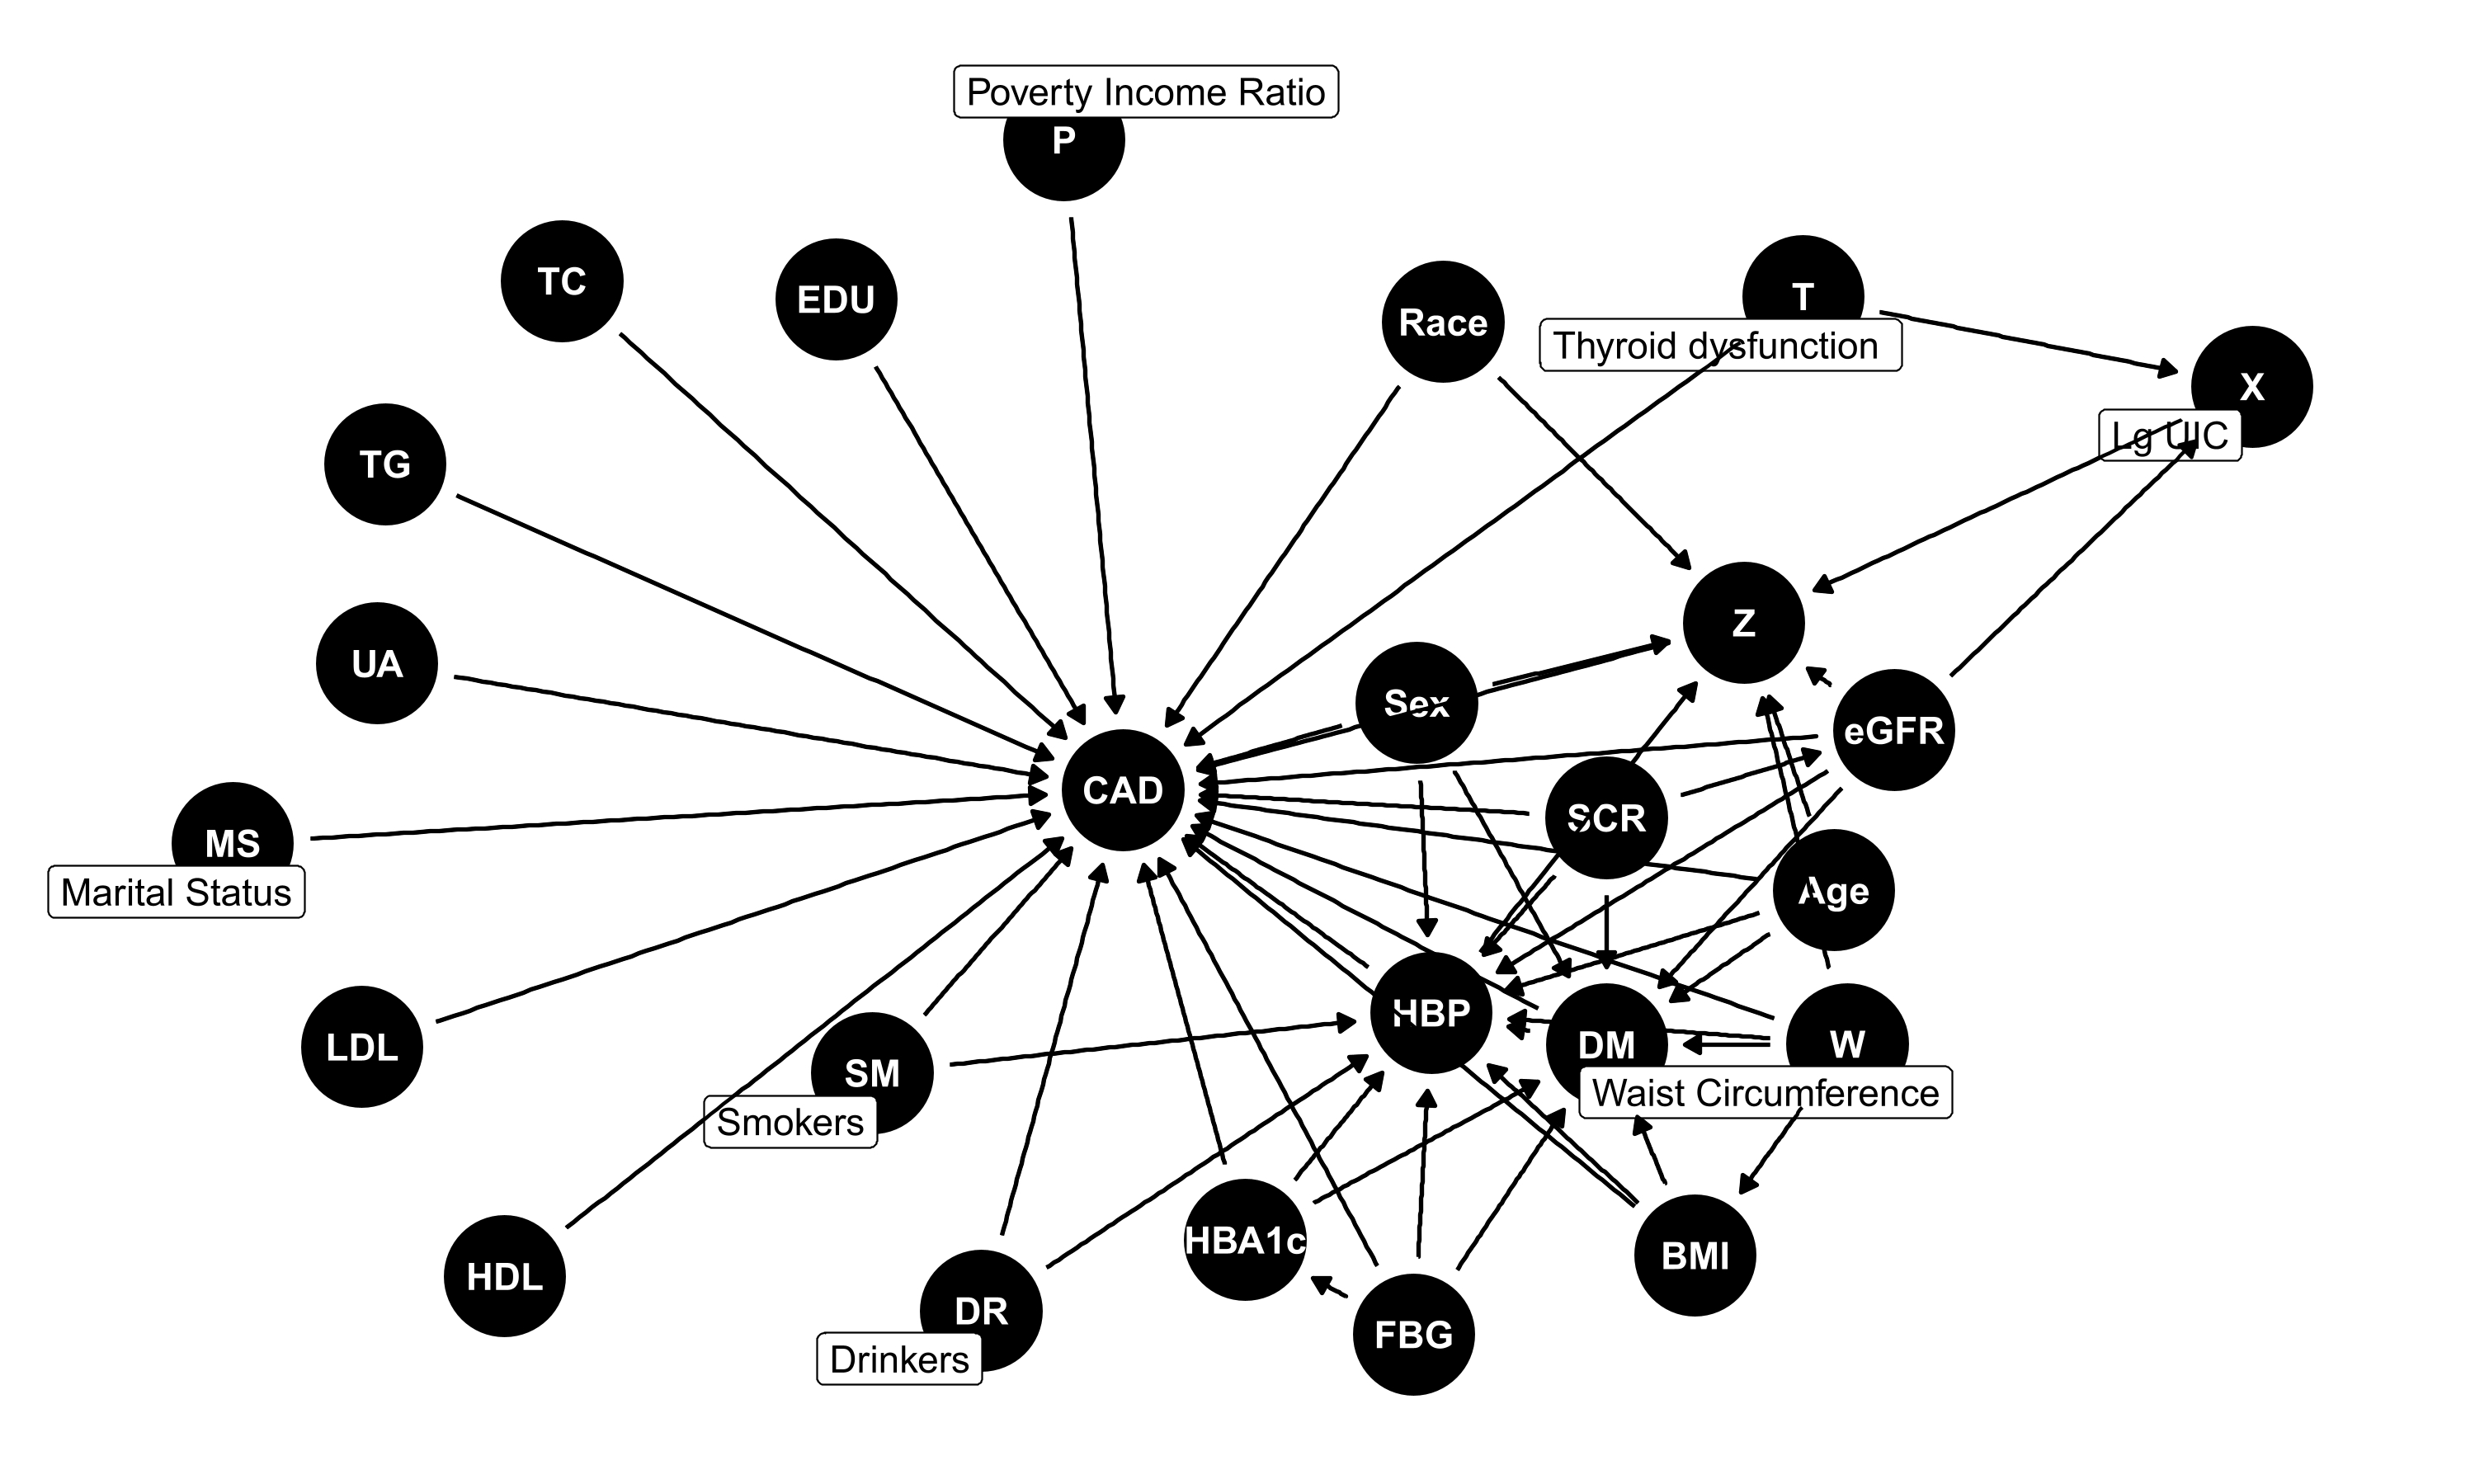 Poverty Income Ratio
P
TC
EDU
Race
T
Thyroid dysfunction
X
Lg UIC
TG
Z
UA
Sex
eGFR
CAD
SCR
MS
Marital Status
Age
HBP
LDL
DM
W
SM
Waist Circumference
Smokers
HBA1c
BMI
HDL
DR
FBG
Drinkers